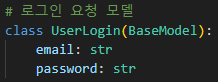 # 로그인 요청 모델
class UserLogin(BaseModel):
    email: str
    password: str